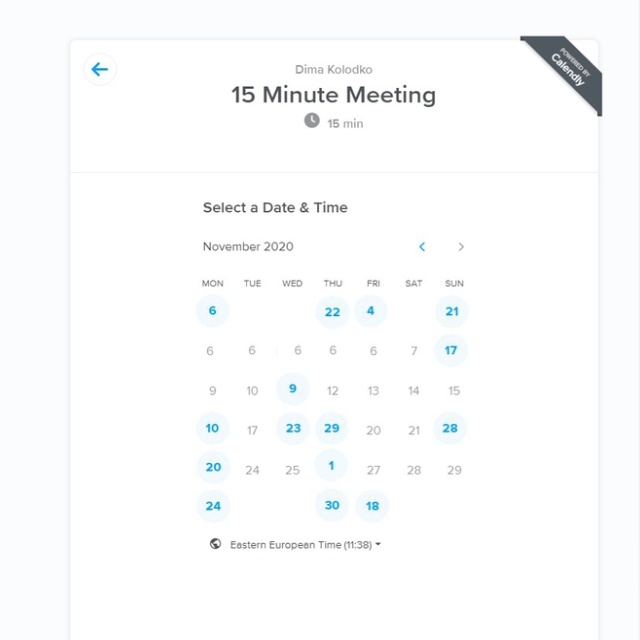 POWERED BY
Calendly
Dima Kolodko
15 Minute Meeting
15 min
Select a Date & Time
November 2020
MON TUE WED THU FRI SAT SUN
6 22 4 21
6 6 6 6 6 7 17
9 10 9 12 13 14 15
10 17 23 29 20 21 28
20 24 25 1 27 28 29
24 30 18
Eastern European Time (11:38)